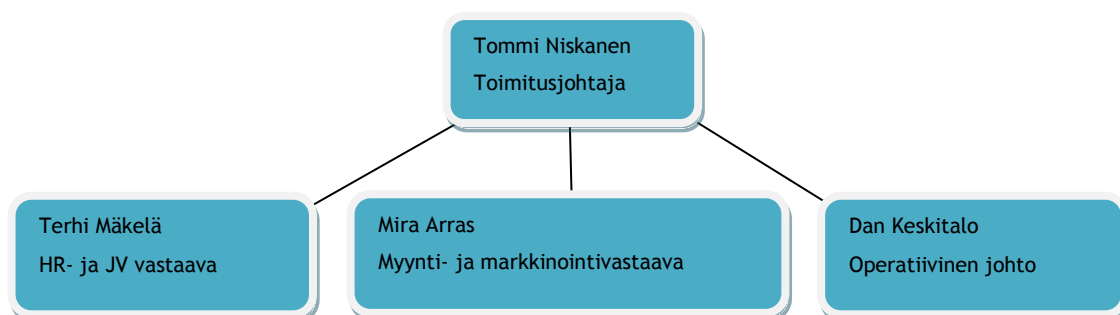 Tommi Niskanen
Toimitusjohtaja
Terhi Mäkelä
HR- ja JV vastaava
Mira Arras
Myynti- ja markkinointivastaava
Dan Keskitalo
Operatiivinen johto